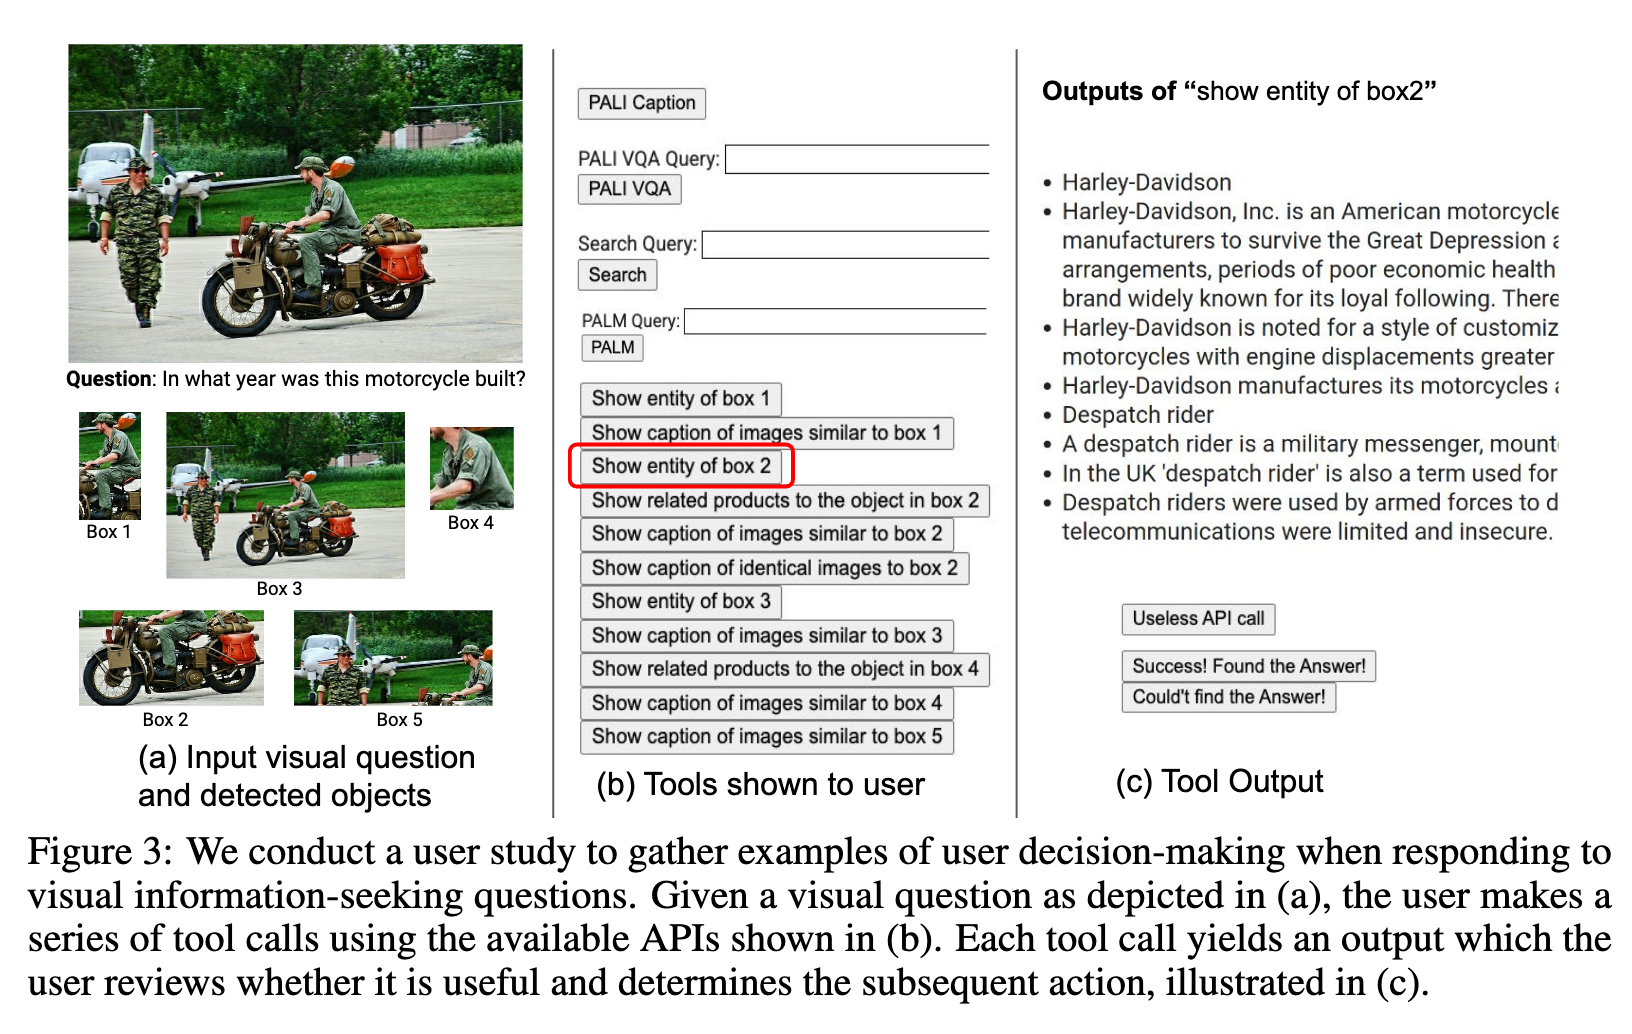 Question: In what year was this motorcycle built?
Box 1
Box 3
Box 4
Box 2
Box 5
(a) Input visual question
and detected objects
PALI Caption
PALI VQA Query:
PALI VQA
Search Query:
Search
PALM Query:
PALM
Show entity of box 1
Show caption of images similar to box 1
Show entity of box 2
Show related products to the object in box 2
Show caption of images similar to box 2
Show caption of identical images to box 2
Show entity of box 3
Show caption of images similar to box 3
Show related products to the object in box 4
Show caption of images similar to box 4
Show caption of images similar to box 5
(b) Tools shown to user
Outputs of “show entity of box2”
• Harley-Davidson
• Harley-Davidson, Inc. is an American motorcycle
manufacturers to survive the Great Depression a
arrangements, periods of poor economic health
brand widely known for its loyal following. There
• Harley-Davidson is noted for a style of customiz
motorcycles with engine displacements greater
• Harley-Davidson manufactures its motorcycles a
• Despatch rider
• A despatch rider is a military messenger, mount
• In the UK 'despatch rider' is also a term used for
• Despatch riders were used by armed forces to d
telecommunications were limited and insecure.
Useless API call
Success! Found the Answer!
Could't find the Answer!
(c) Tool Output
Figure 3: We conduct a user study to gather examples of user decision-making when responding to
visual information-seeking questions. Given a visual question as depicted in (a), the user makes a
series of tool calls using the available APIs shown in (b). Each tool call yields an output which the
user reviews whether it is useful and determines the subsequent action, illustrated in (c).